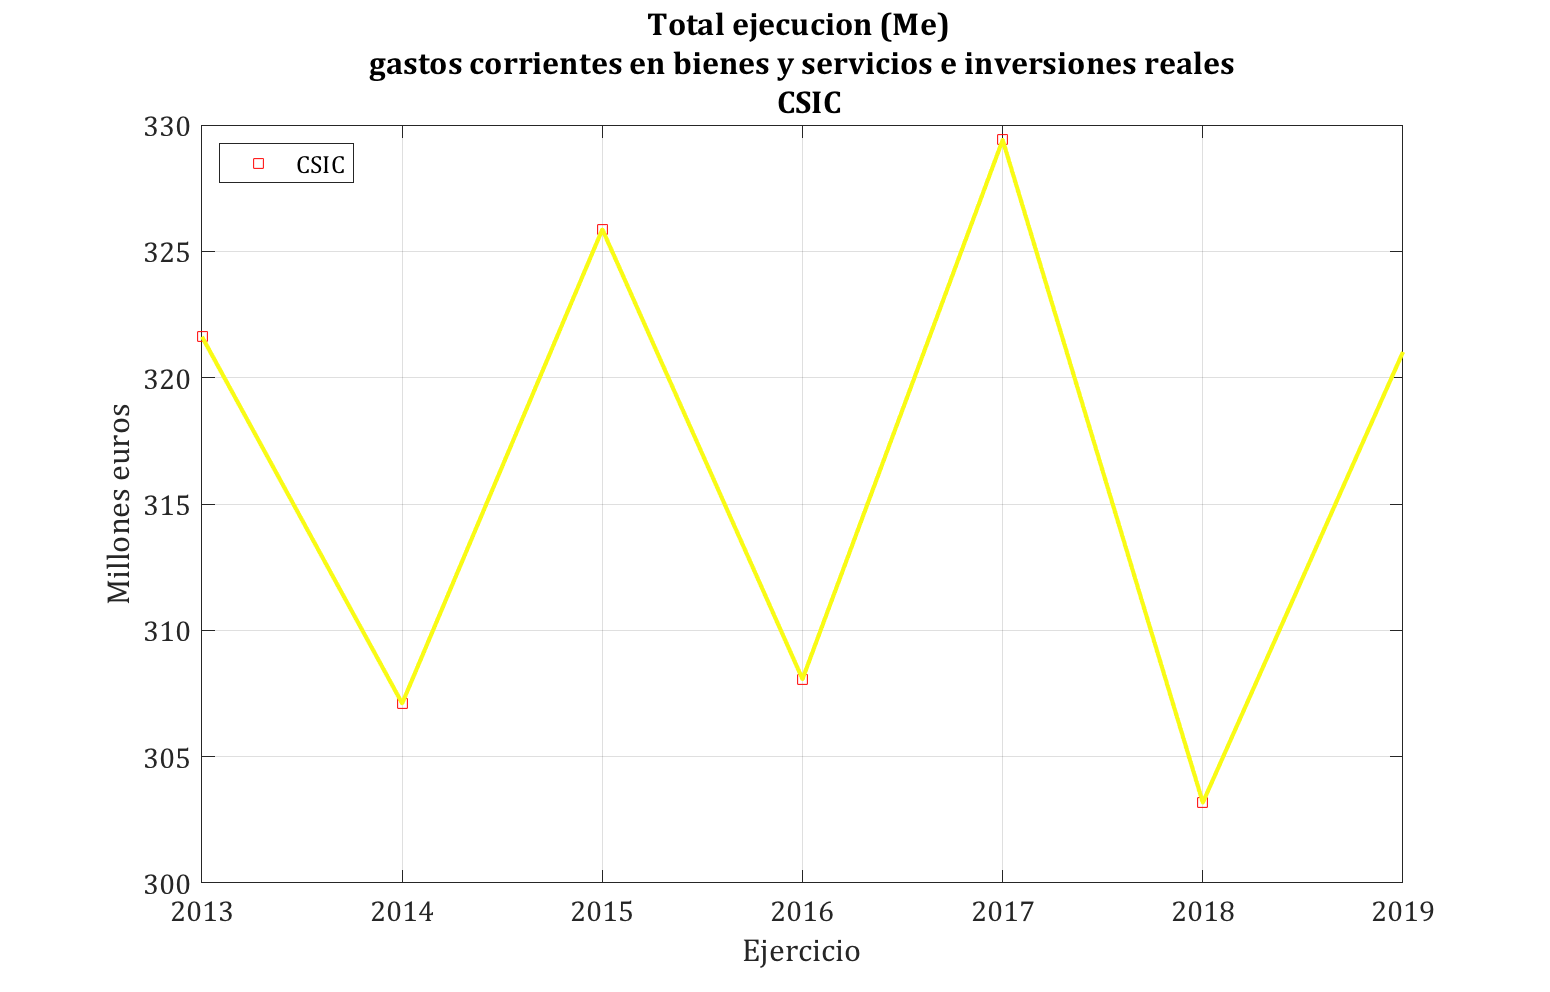 Total ejecucion (Me)
gastos corrientes en bienes y servicios e inversiones reales
CSIC
330
CSIC
325
320
315
310
305
300
Millones euros
2013 2014 2015 2016 2017 2018 2019
Ejercicio